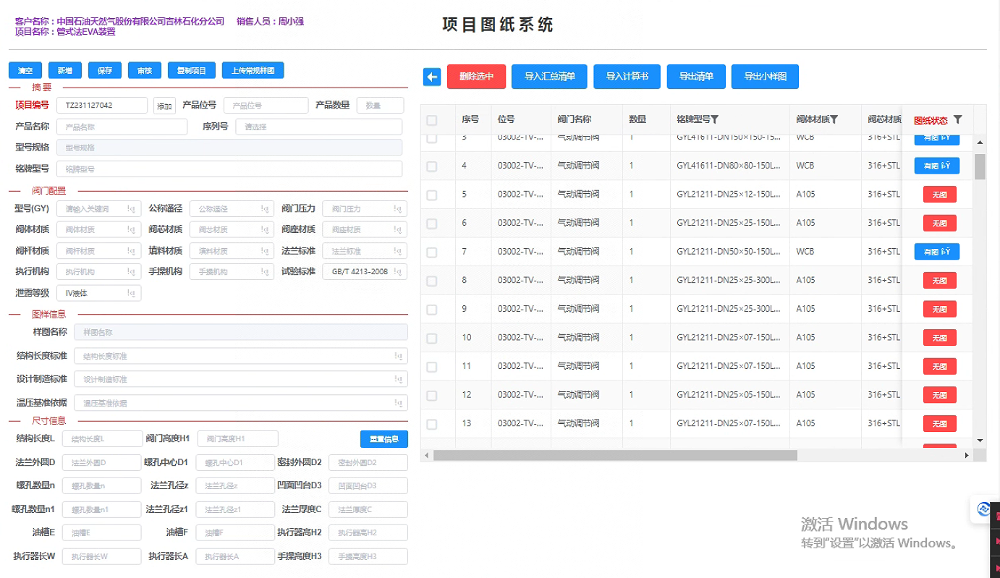 客户名称：中国石油天然气股份有限公司吉林石化分公司 销售人员：周小强
项目名称：管式法EVA装置
项目图纸系统
清空 新增 保存 审核 复制项目 上传常规样图
摘 要
项目编号 TZ231127042 添加 产品位号 产品位号 产品数量 数量
产品名称 产品名称 序列号 请选择
型号规格 型号规格
铭牌型号 铭牌型号
阀门配置
型号(GY) 请输入关键词 公称通径 公称通径 阀门压力 阀门压力
阀体材质 阀体材质 阀芯材质 阀芯材质 阀座材质 阀座材质
阀杆材质 阀杆材质 填料材质 填料材质 法兰标准 法兰标准
执行机构 执行机构 手操机构 手操机构 试验标准 GB/T 4213-2008
泄露等级 IV液体
图样信息
样图名称 样图名称
结构长度标准 结构长度标准
设计制造标准 设计制造标准
温压基准依据 温压基准依据
尺寸信息
结构长度L 结构长度L 阀门高度H1 阀门高度H1 重置信息
法兰外圆D 法兰外圆D 螺孔中心D1 螺孔中心D1 密封外圆D2 密封外圆D2
螺孔数量n 螺孔数量n 法兰孔径z 法兰孔径z 凹面凹台D3 凹面凹台D3
螺孔数量n1 螺孔数量n1 法兰孔径z1 法兰孔径z1 法兰厚度C 法兰厚度C
油槽E 油槽E 油槽F 油槽F 执行器高H2 执行器高H2
执行器长W 执行器长W 执行器长A 执行器长A 手操高度H3 手操高度H3
删除选中 导入汇总清单 导入计算书 导出清单 导出小样图
序号 位号 阀门名称 数量 铭牌型号 阀体材质 阀芯材质 图纸状态
3 03002-TV-... 气动调节阀 1 GYL41611-DN150×150-15... WCB 316+STL 有图
4 03002-TV-... 气动调节阀 1 GYL41611-DN80×80-150L... WCB 316+STL 有图
5 03002-TV-... 气动调节阀 1 GYL21211-DN25×12-150L... A105 316+STL 无图
6 03002-TV-... 气动调节阀 1 GYL21211-DN25×25-150L... A105 316+STL 无图
7 03002-TV-... 气动调节阀 1 GYL21211-DN50×50-150L... WCB 316+STL 有图
8 03002-TV-... 气动调节阀 1 GYL21211-DN25×25-300L... A105 316+STL 无图
9 03002-TV-... 气动调节阀 1 GYL21211-DN25×25-300L... A105 316+STL 无图
10 03002-TV-... 气动调节阀 1 GYL21211-DN25×07-150L... A105 316+STL 无图
11 03002-TV-... 气动调节阀 1 GYL21211-DN25×07-150L... A105 316+STL 无图
12 03002-TV-... 气动调节阀 1 GYL21211-DN25×05-150L... A105 316+STL 无图
13 03002-TV-... 气动调节阀 1 GYL21211-DN25×07-150L... A105 316+STL 无图
激活 Windows
转到“设置”以激活 Windows。